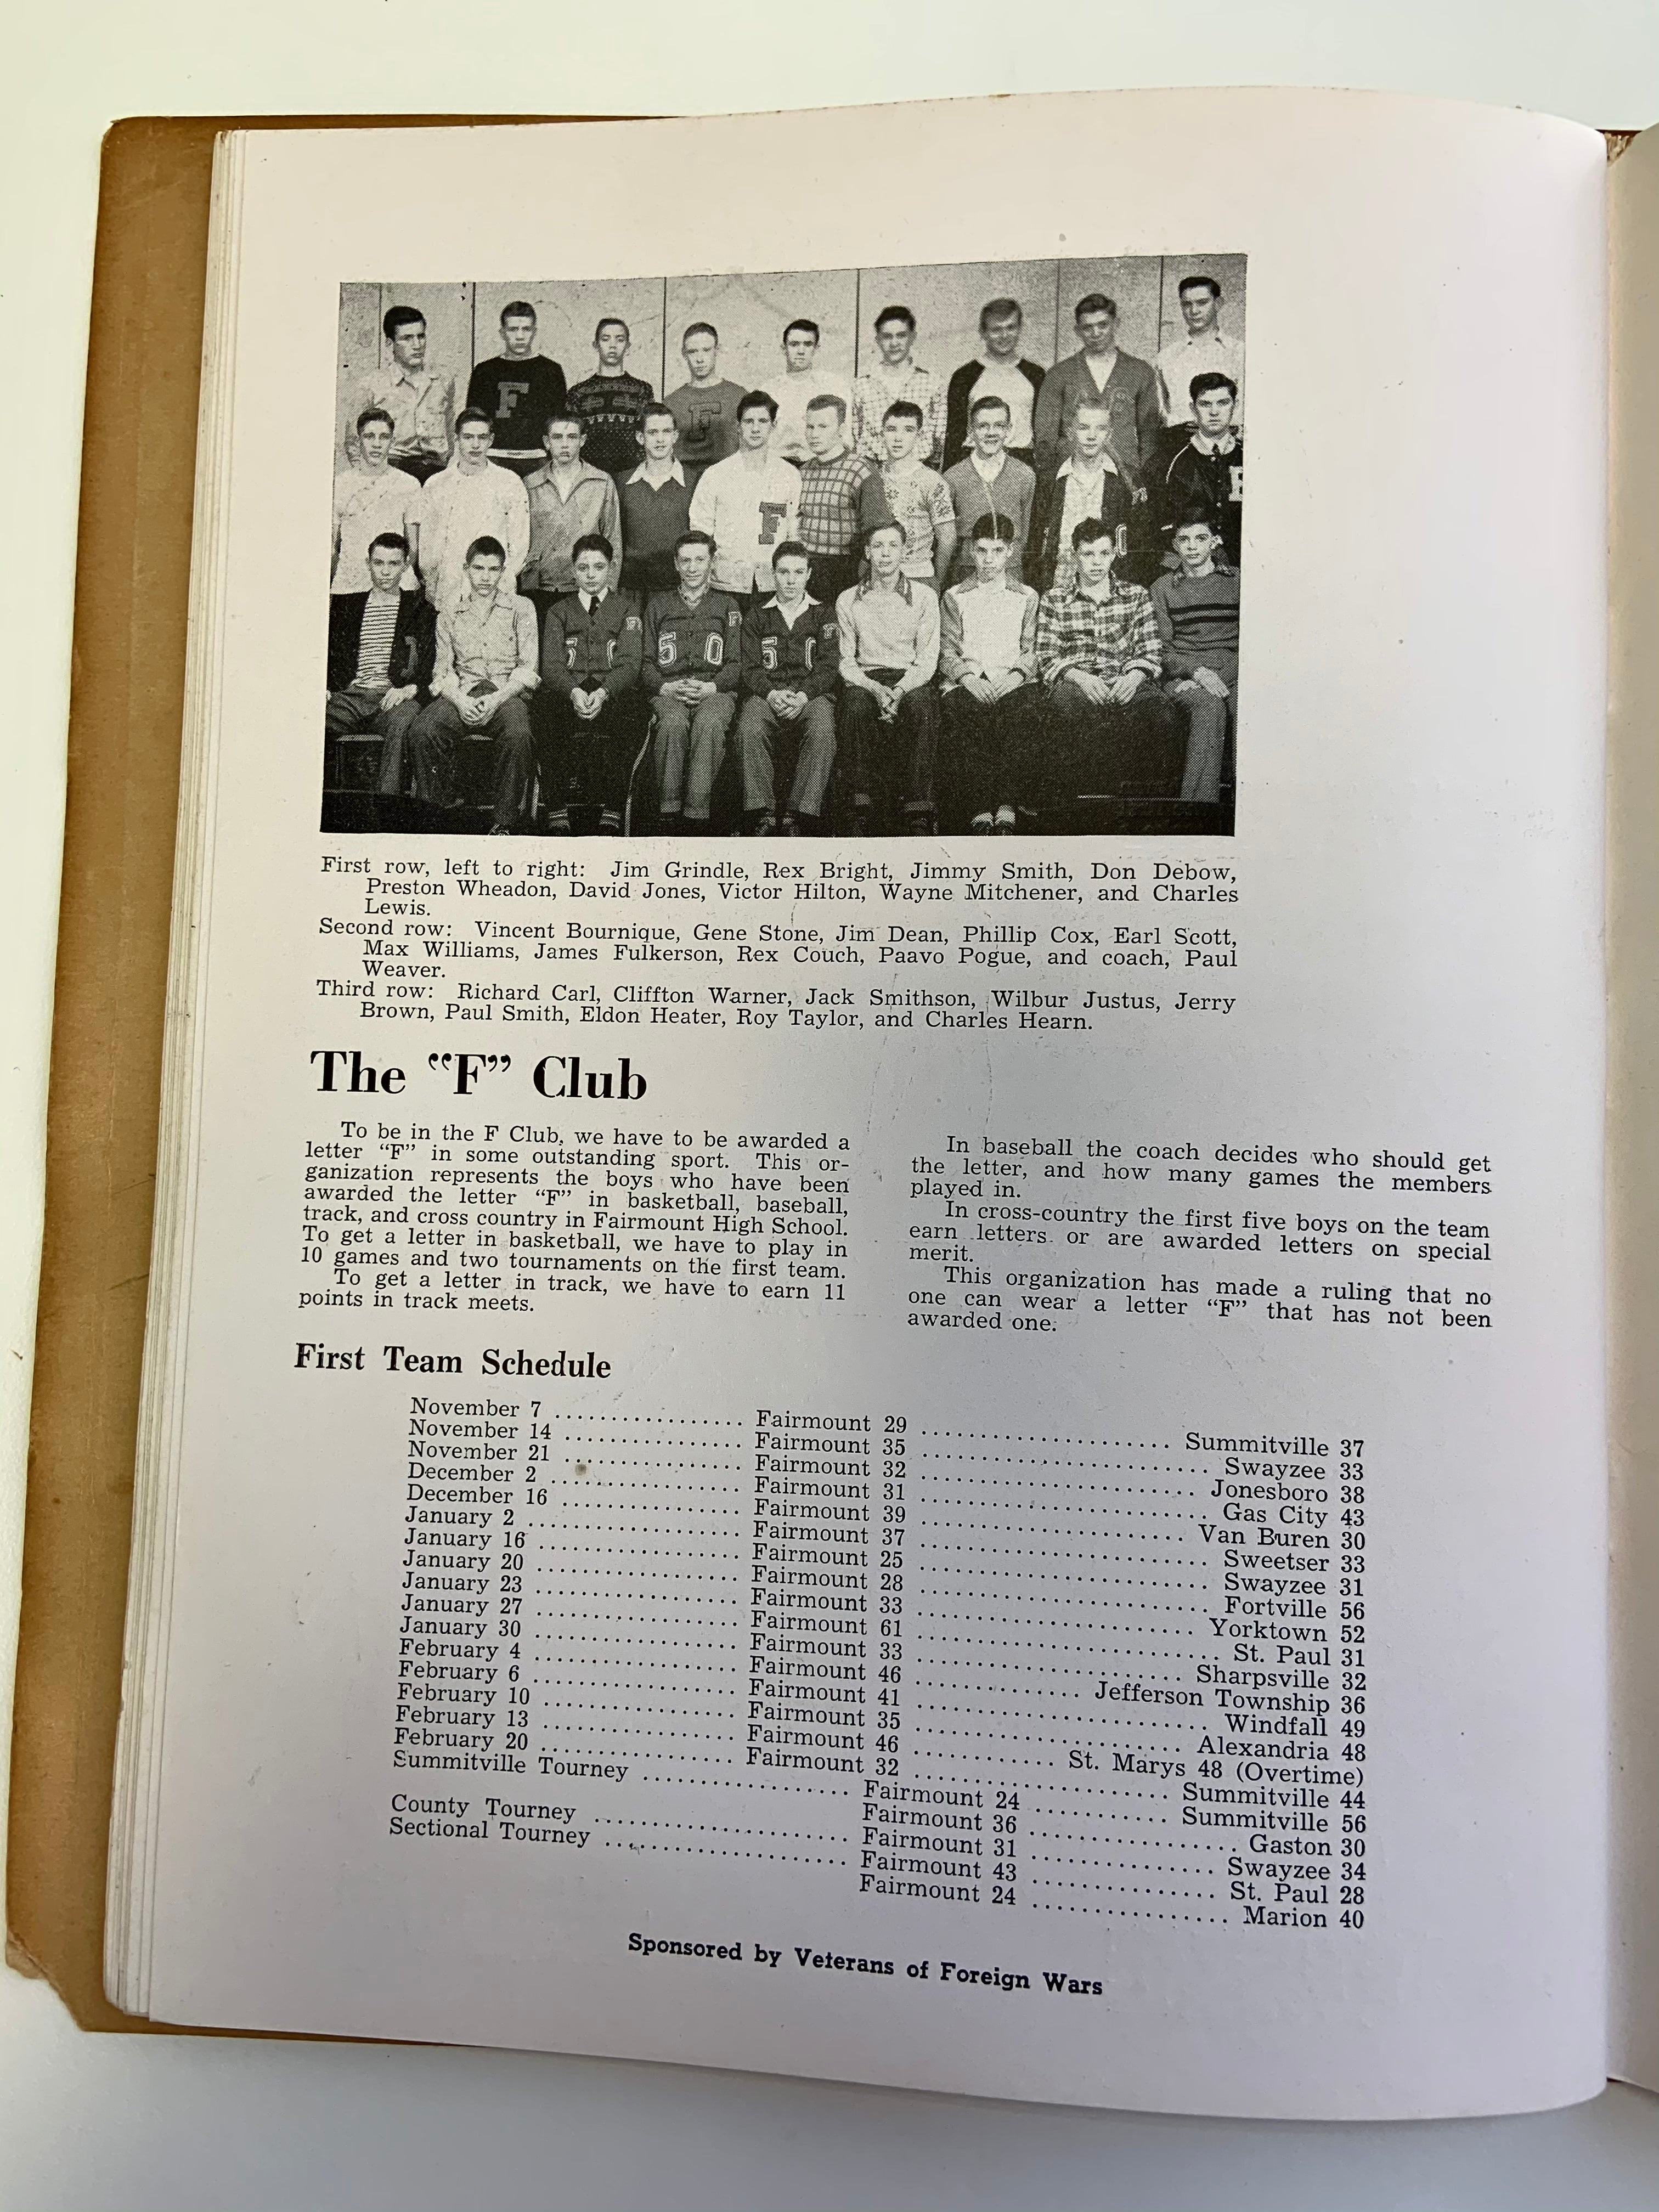 F
F
F
F
J
5 0
F
50
F
5 0
First row, left to right: Jim Grindle, Rex Bright, Jimmy Smith, Don Debow,
Preston Wheadon, David Jones, Victor Hilton, Wayne Mitchener, and Charles
Lewis.
Second row: Vincent Bournique, Gene Stone, Jim Dean, Phillip Cox, Earl Scott,
Max Williams, James Fulkerson, Rex Couch, Paavo Pogue, and coach, Paul
Weaver.
Third row: Richard Carl, Cliffton Warner, Jack Smithson, Wilbur Justus, Jerry
Brown, Paul Smith, Eldon Heater, Roy Taylor, and Charles Hearn.
The “F” Club
To be in the F Club, we have to be awarded a
letter “F” in some outstanding sport. This or-
ganization represents the boys who have been
awarded the letter “F” in basketball, baseball,
track, and cross country in Fairmount High School.
To get a letter in basketball, we have to play in
10 games and two tournaments on the first team.
To get a letter in track, we have to earn 11
points in track meets.
In baseball the coach decides who should get
the letter, and how many games the members
played in.
In cross-country the first five boys on the team
earn letters or are awarded letters on special
merit.
This organization has made a ruling that no
one can wear a letter “F” that has not been
awarded one.
First Team Schedule
November 7 ................. Fairmount 29 ...................... Summitville 37
November 14 ................ Fairmount 35 .......................... Swayzee 33
November 21 ................ Fairmount 32 ......................... Jonesboro 38
December 2 ................. Fairmount 31 .......................... Gas City 43
December 16 ................ Fairmount 39 ........................ Van Buren 30
January 2 ................... Fairmount 37 .......................... Sweetser 33
January 16 .................. Fairmount 25 .......................... Swayzee 31
January 20 .................. Fairmount 28 .......................... Fortville 56
January 23 .................. Fairmount 33 ......................... Yorktown 52
January 27 .................. Fairmount 61 ........................... St. Paul 31
January 30 .................. Fairmount 33 ........................ Sharpsville 32
February 4 .................. Fairmount 46 ............... Jefferson Township 36
February 6 .................. Fairmount 41 .......................... Windfall 49
February 10 ................. Fairmount 35 ........................ Alexandria 48
February 13 ................. Fairmount 46 ............. St. Marys 48 (Overtime)
February 20 ................. Fairmount 32 ....................... Summitville 44
Summitville Tourney ................... Fairmount 24 ............ Summitville 56
Fairmount 36 ................... Gaston 30
County Tourney ....................... Fairmount 31 ................ Swayzee 34
Sectional Tourney ...................... Fairmount 43 ................ St. Paul 28
Fairmount 24 .................. Marion 40
Sponsored by Veterans of Foreign Wars